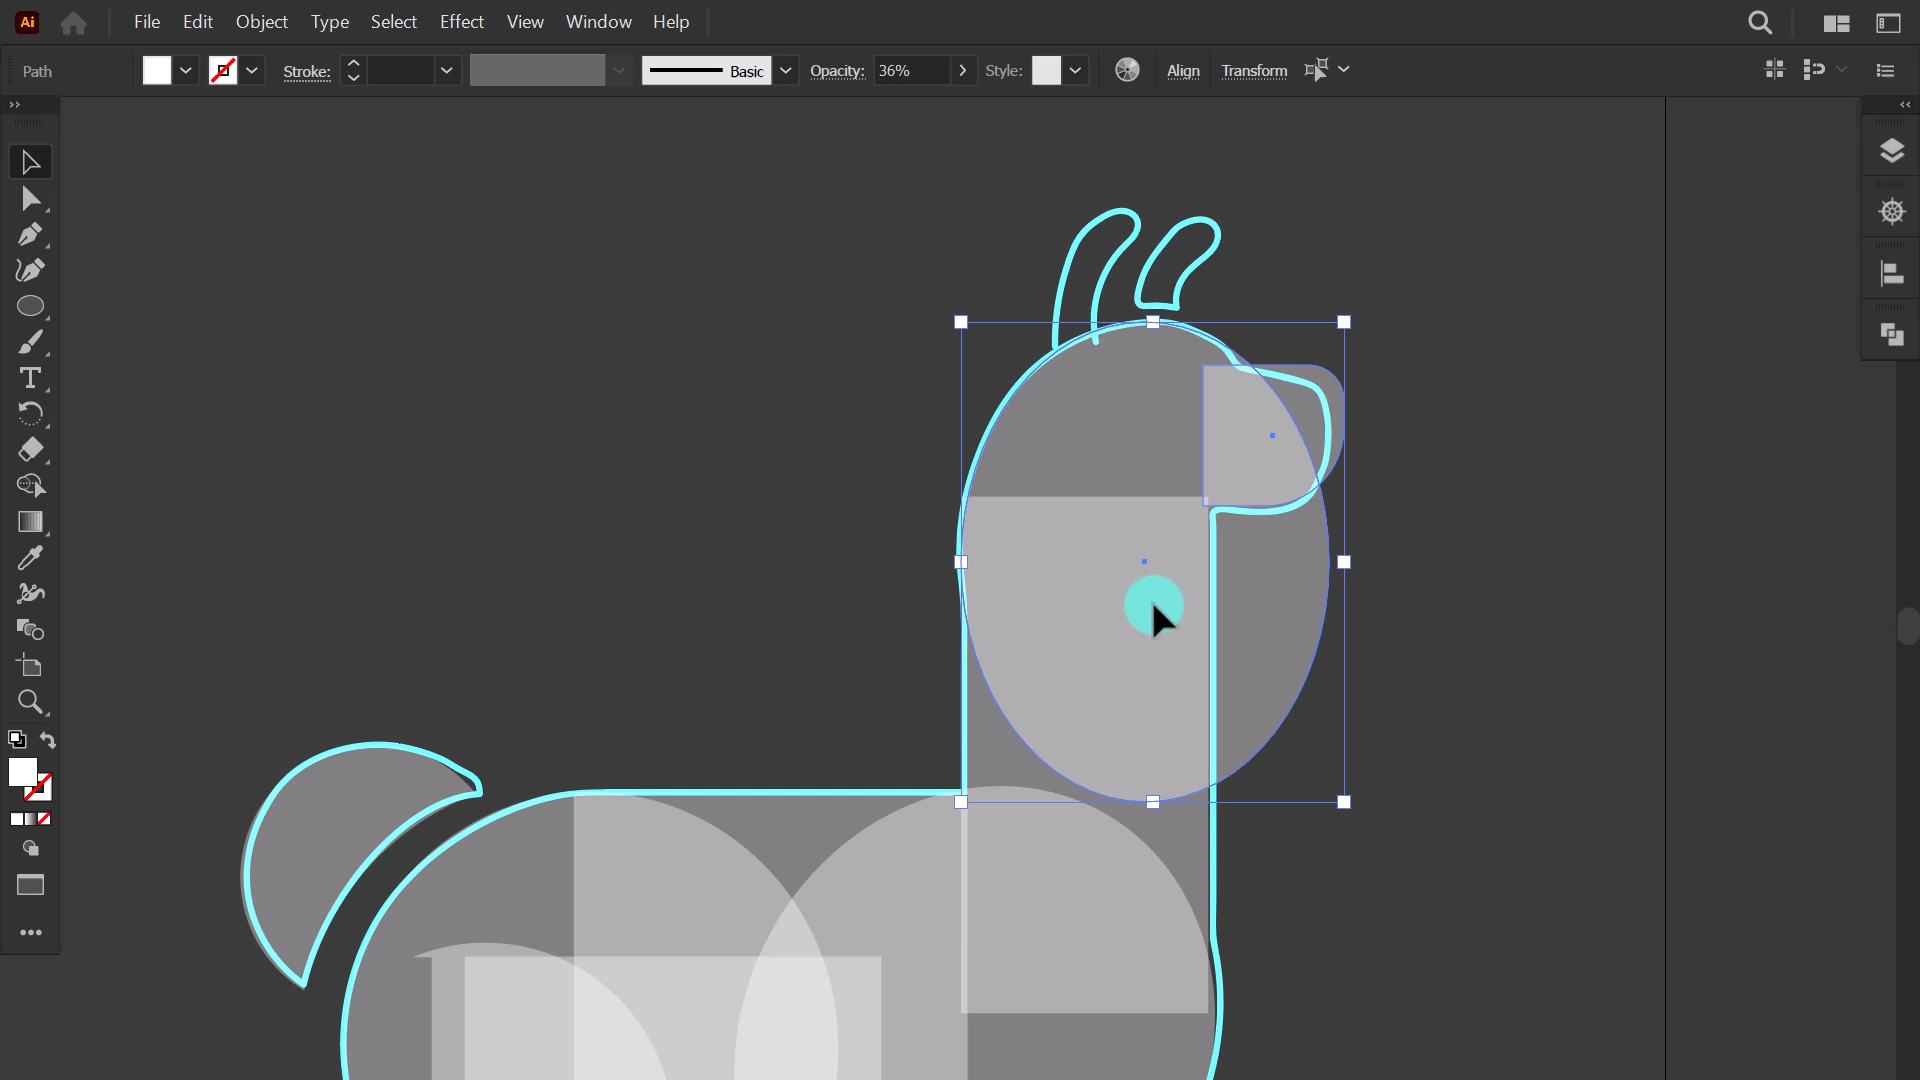 Ai File Edit Object Type Select Effect View Window Help
Path Stroke: Basic Opacity: 36% Style: Align Transform